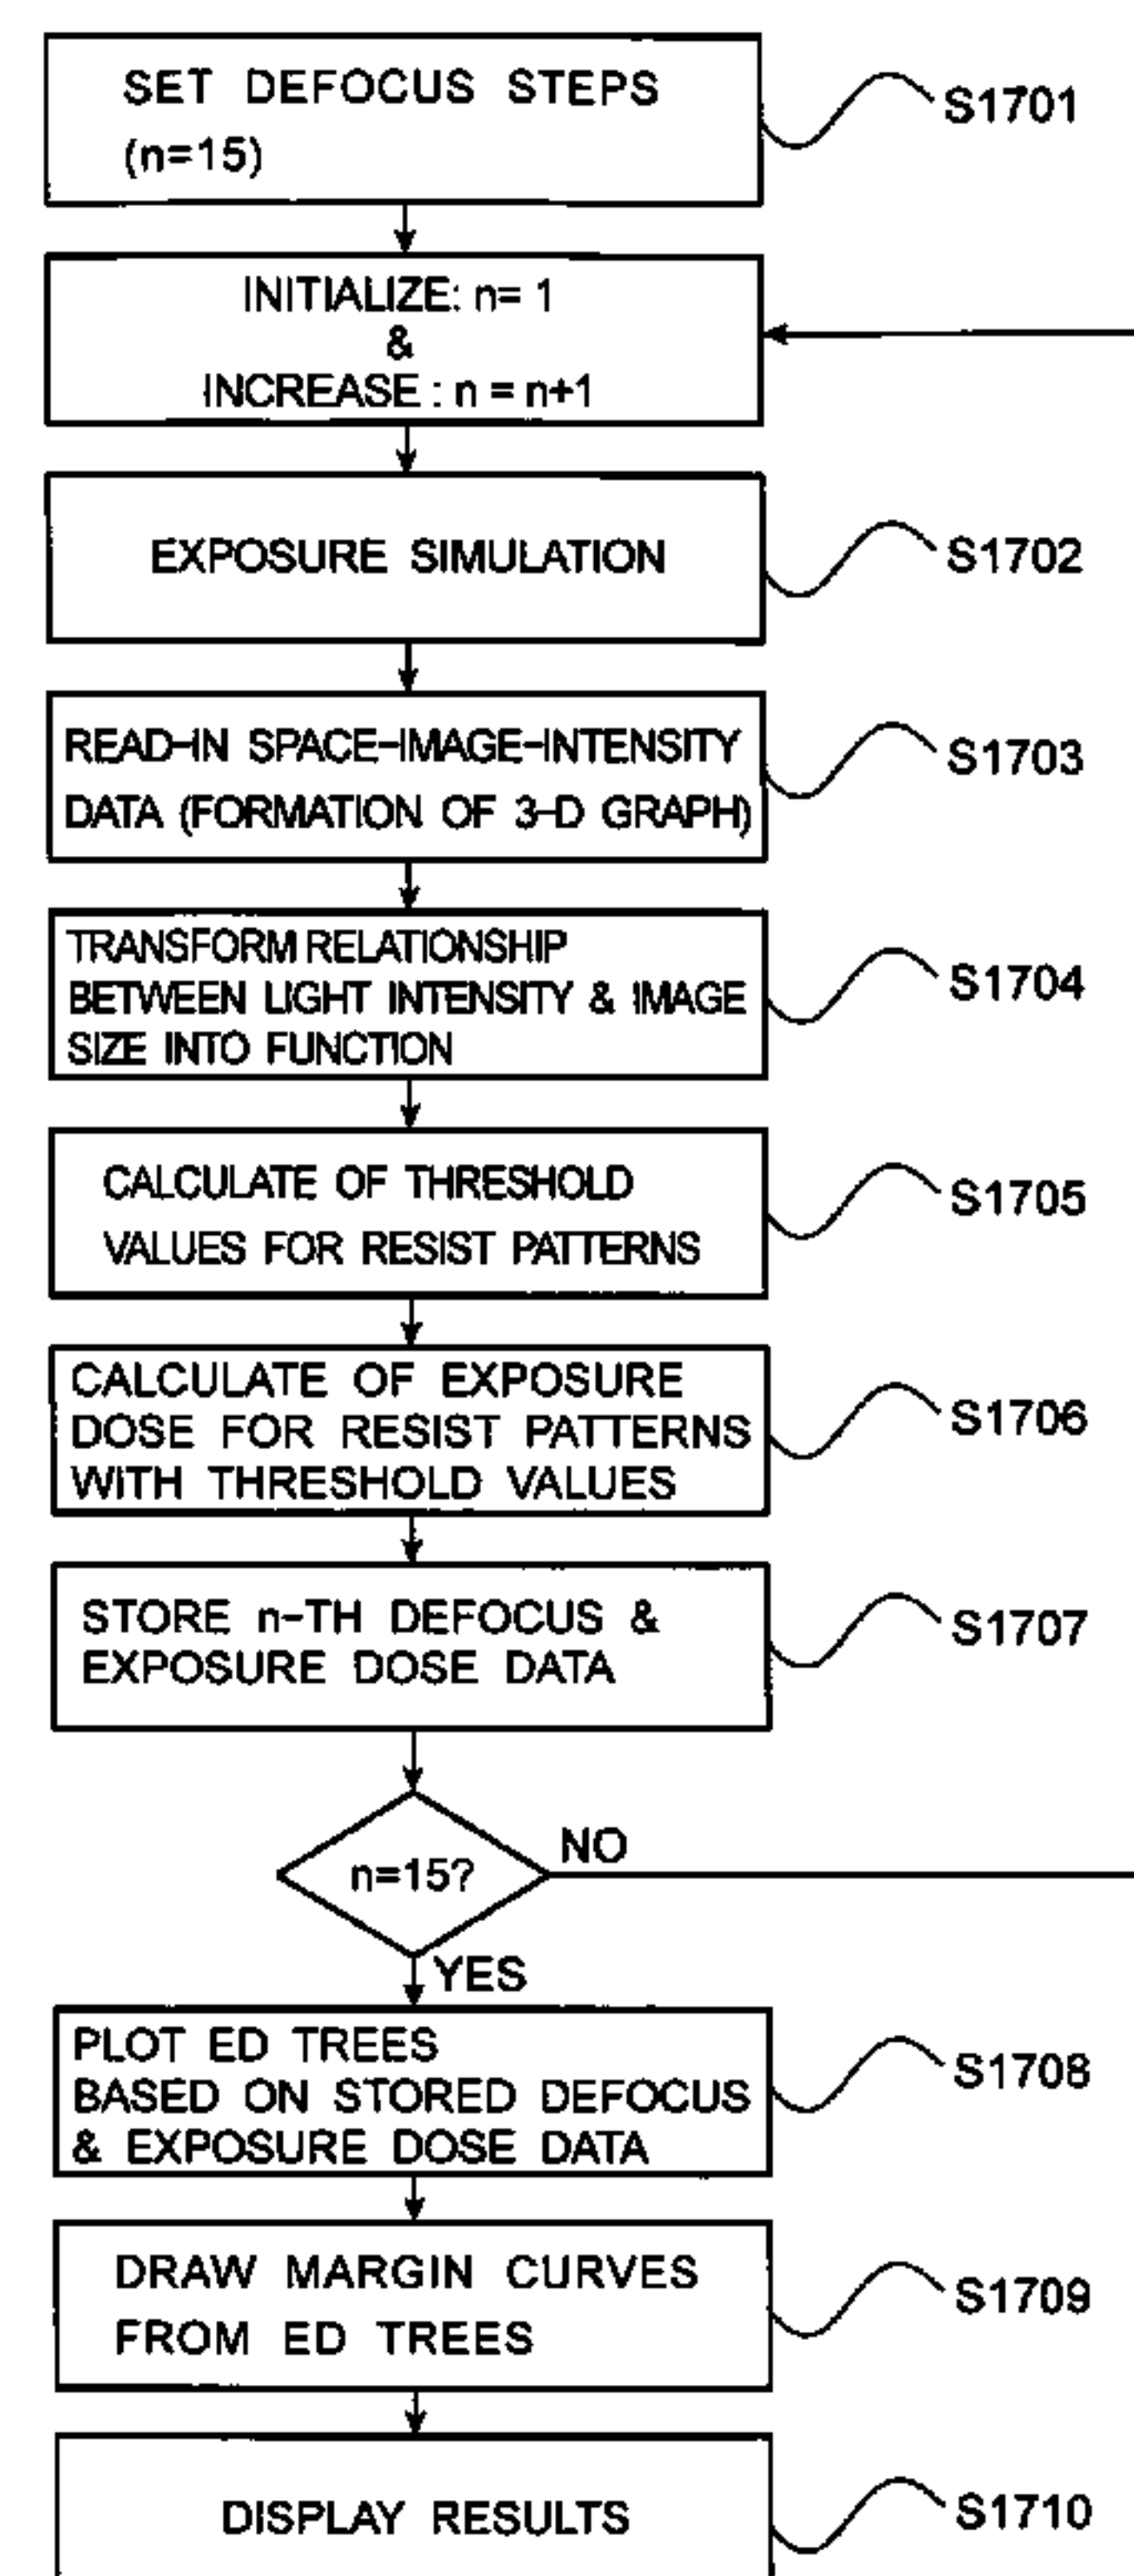 SET DEFOCUS STEPS
(n=15)
S1701
INITIALIZE: n= 1
&
INCREASE : n = n+1
EXPOSURE SIMULATION
S1702
READ-IN SPACE-IMAGE-INTENSITY
DATA (FORMATION OF 3-D GRAPH)
S1703
TRANSFORM RELATIONSHIP
BETWEEN LIGHT INTENSITY & IMAGE
SIZE INTO FUNCTION
S1704
CALCULATE OF THRESHOLD
VALUES FOR RESIST PATTERNS
S1705
CALCULATE OF EXPOSURE
DOSE FOR RESIST PATTERNS
WITH THRESHOLD VALUES
S1706
STORE n-TH DEFOCUS &
EXPOSURE DOSE DATA
S1707
n=15?
NO
YES
PLOT ED TREES
BASED ON STORED DEFOCUS
& EXPOSURE DOSE DATA
S1708
DRAW MARGIN CURVES
FROM ED TREES
S1709
DISPLAY RESULTS
S1710